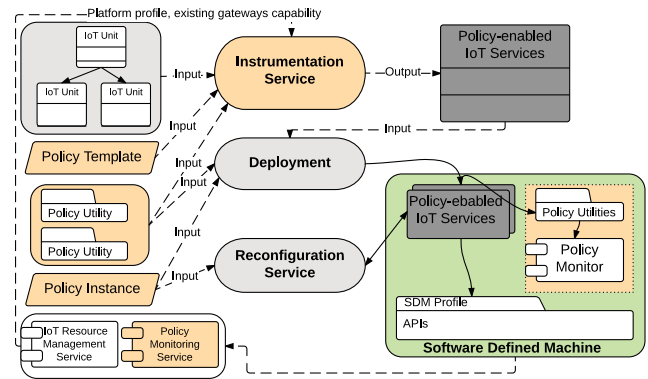 Platform profile, existing gateways capability
IoT Unit
IoT Unit
IoT Unit
Input
Instrumentation
Service
Output
Policy-enabled
IoT Services
Input
Input
Policy Template
Input
Input
Deployment
Policy Utility
Policy Utility
Input
Policy-ebabled
IoT Services
Policy Utilities
Policy
Monitor
Reconfiguration
Service
Input
Policy Instance
SDM Profile
APIs
Software Defined Machine
IoT Resource
Management
Service
Policy
Monitoring
Service